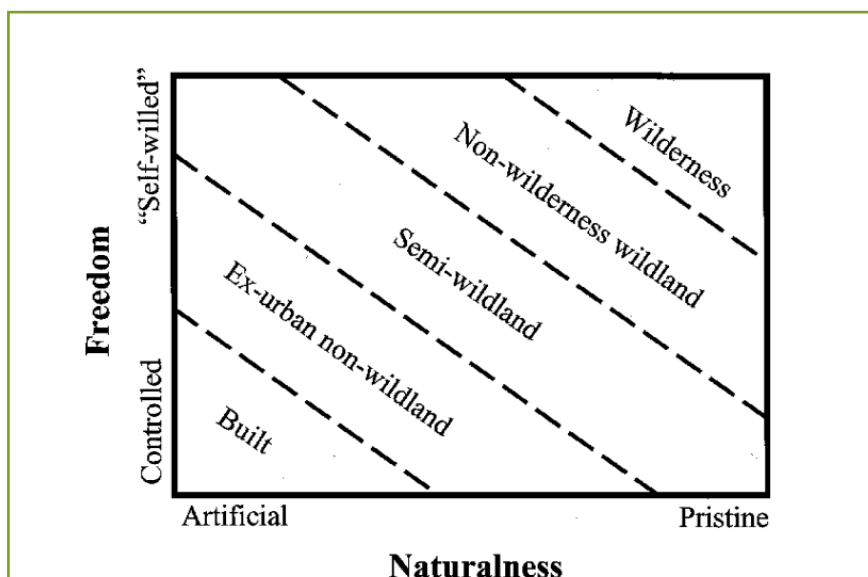 “Self-willed”
Freedom
Controlled
Wilderness
Non-wilderness wildland
Semi-wildland
Ex-urban non-wildland
Built
Artificial
Pristine
Naturalness